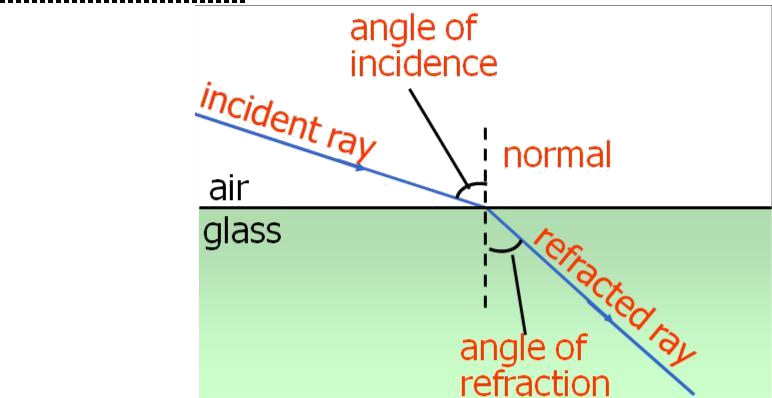 angle of
incidence
incident ray
normal
air
glass
refracted ray
angle of
refraction